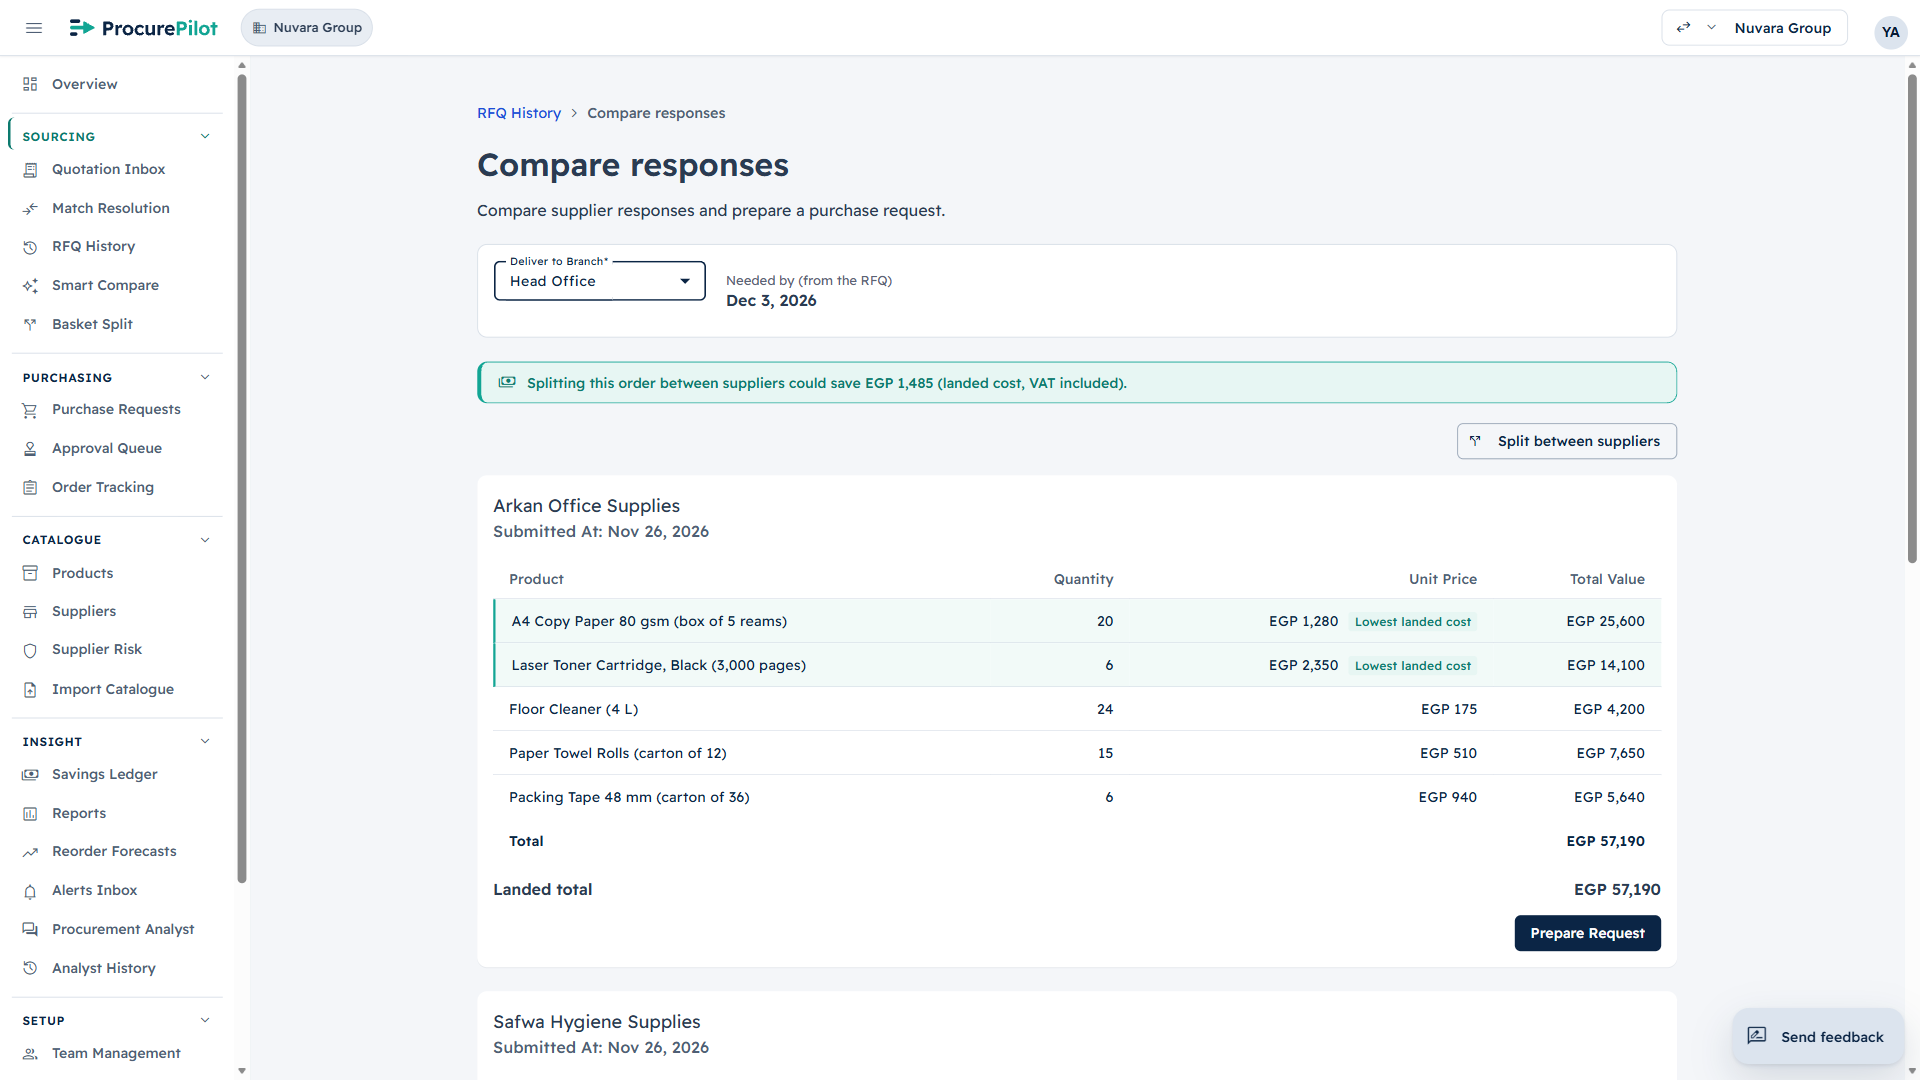 ProcurePilot
Nuvara Group
Nuvara Group
YA
Overview
SOURCING
Quotation Inbox
Match Resolution
RFQ History
Smart Compare
Basket Split
PURCHASING
Purchase Requests
Approval Queue
Order Tracking
CATALOGUE
Products
Suppliers
Supplier Risk
Import Catalogue
INSIGHT
Savings Ledger
Reports
Reorder Forecasts
Alerts Inbox
Procurement Analyst
Analyst History
SETUP
Team Management
RFQ History > Compare responses
Compare responses
Compare supplier responses and prepare a purchase request.
Deliver to Branch*
Head Office
Needed by (from the RFQ)
Dec 3, 2026
Splitting this order between suppliers could save EGP 1,485 (landed cost, VAT included).
Split between suppliers
Arkan Office Supplies
Submitted At: Nov 26, 2026
Product Quantity Unit Price Total Value
A4 Copy Paper 80 gsm (box of 5 reams) 20 EGP 1,280 Lowest landed cost EGP 25,600
Laser Toner Cartridge, Black (3,000 pages) 6 EGP 2,350 Lowest landed cost EGP 14,100
Floor Cleaner (4 L) 24 EGP 175 EGP 4,200
Paper Towel Rolls (carton of 12) 15 EGP 510 EGP 7,650
Packing Tape 48 mm (carton of 36) 6 EGP 940 EGP 5,640
Total EGP 57,190
Landed total EGP 57,190
Prepare Request
Safwa Hygiene Supplies
Submitted At: Nov 26, 2026
Send feedback